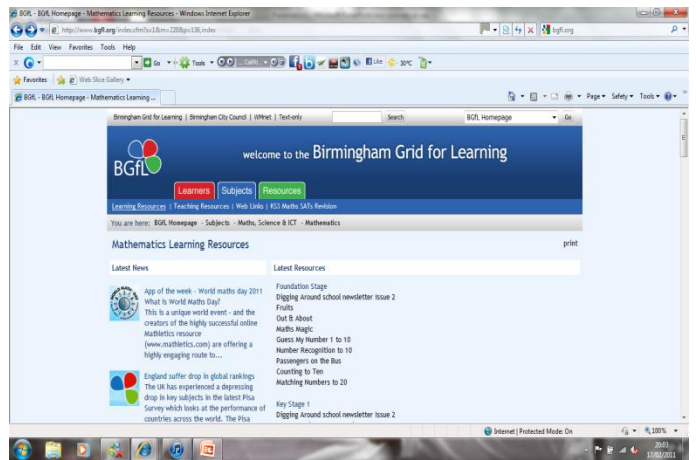 BGfL - BGfL Homepage - Mathematics Learning Resources - Windows Internet Explorer
bgfl.org
File Edit View Favorites Tools Help
Go Tools Like 30°C
Favorites Web Slice Gallery
BGfL - BGfL Homepage - Mathematics Learning ...
Page Safety Tools
Birmingham Grid for Learning | Birmingham City Council | WMnet | Text-only Search BGfL Homepage Go
BGfL
welcome to the Birmingham Grid for Learning
Learners Subjects Resources
Learning Resources | Teaching Resources | Web Links | KS3 Maths SATs Revision
You are here: BGfL Homepage - Subjects - Maths, Science & ICT - Mathematics
Mathematics Learning Resources print
Latest News
App of the week - World maths day 2011
What is World Maths Day?
This is a unique world event - and the
creators of the highly successful online
Mathletics resource
(www.mathletics.com) are offering a
highly engaging route to...
England suffer drop in global rankings
The UK has experienced a depressing
drop in key subjects in the latest Pisa
Survey which looks at the performance of
countries across the world. The Pisa
Latest Resources
Foundation Stage
Digging Around school newsletter issue 2
Fruits
Out & About
Maths Magic
Guess My Number 1 to 10
Number Recognition to 10
Passengers on the Bus
Counting to Ten
Matching Numbers to 20
Key Stage 1
Digging Around school newsletter issue 2
Internet | Protected Mode: On 100%
20:03
17/02/2011